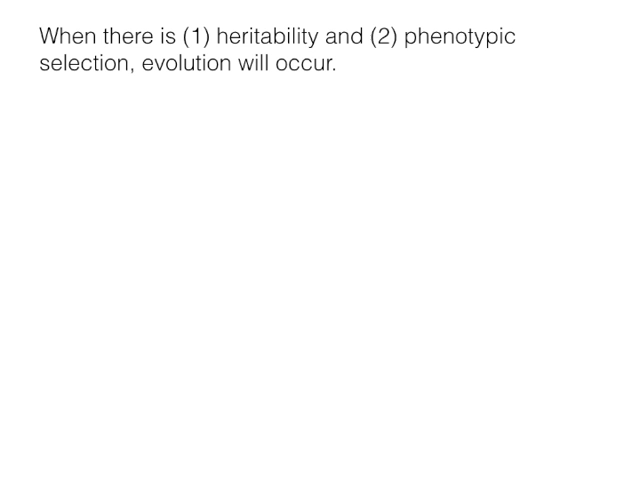 When there is (1) heritability and (2) phenotypic
selection, evolution will occur.